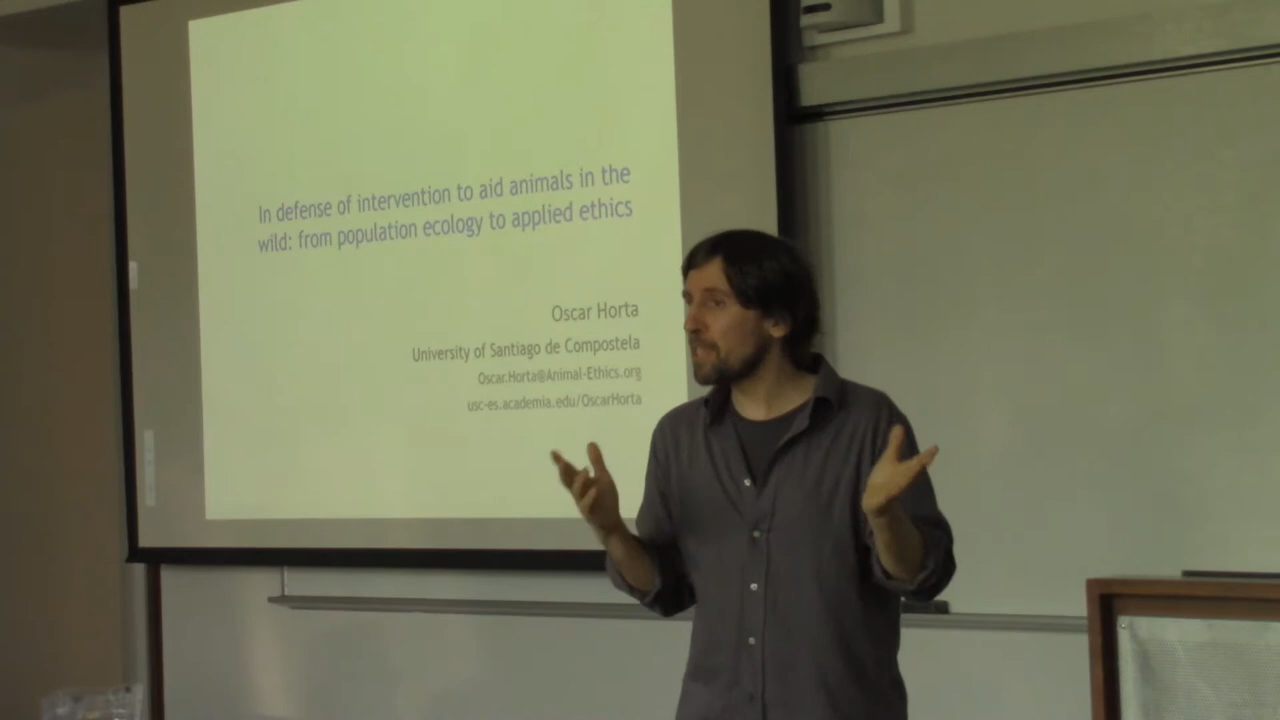 In defense of intervention to aid animals in the
wild: from population ecology to applied ethics
Oscar Horta
University of Santiago de Compostela
Oscar.Horta@Animal-Ethics.org
usc-es.academia.edu/OscarHorta